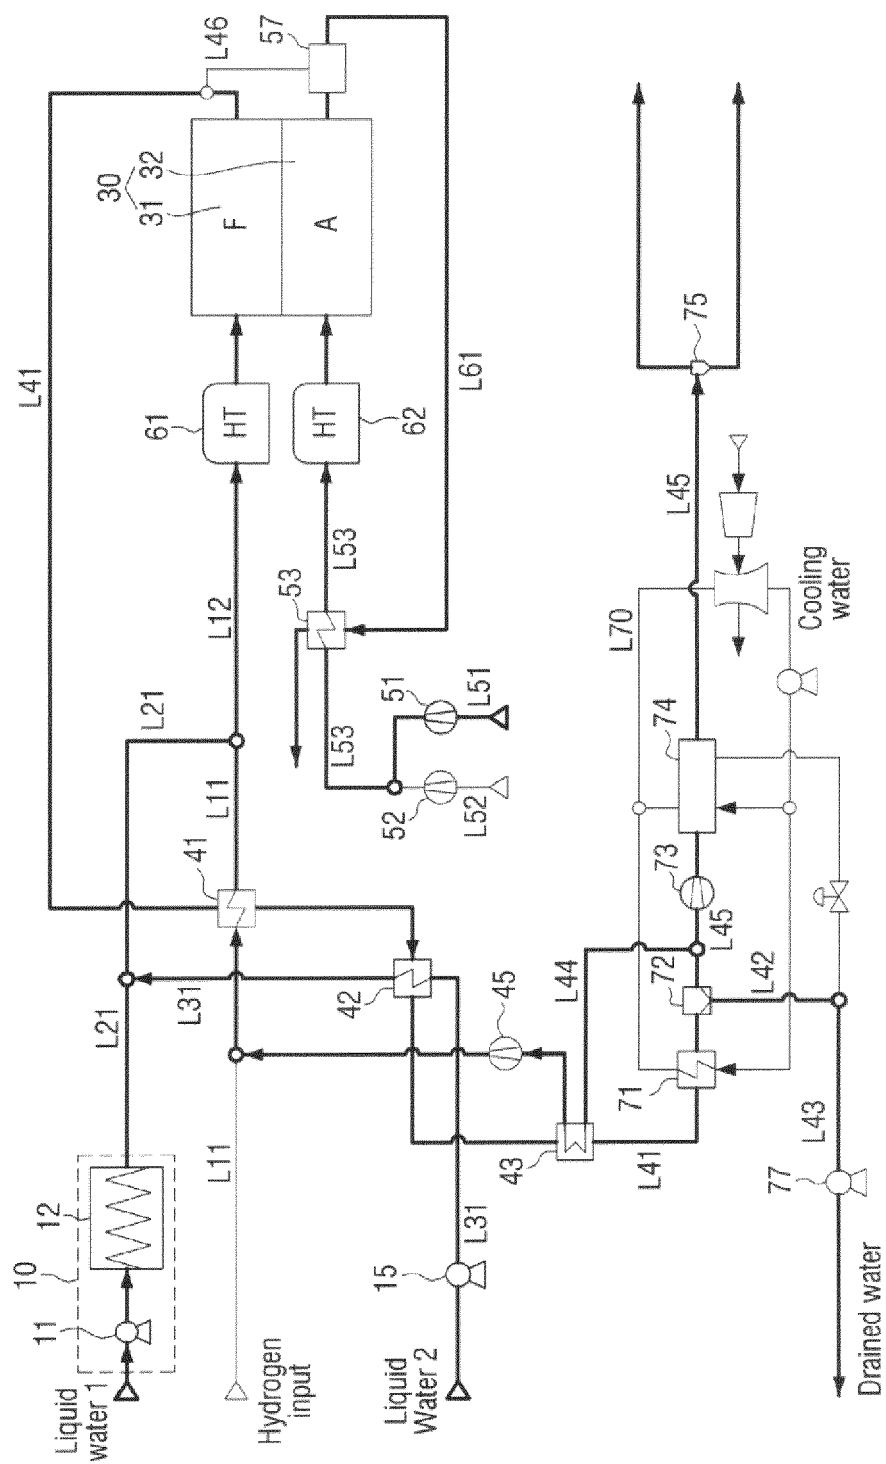 Liquid
water 1
11
10
12
L21
L31
L21
Hydrogen
input
L11
L11
41
L12
61
HT
L41
30
31
32
F
A
L46
57
HT
62
L53
53
L53
L61
52
51
L52
L51
Liquid
Water 2
15
L31
42
45
43
L41
L44
71
72
L45
73
74
L70
L45
75
L42
L43
77
Cooling
water
Drained water